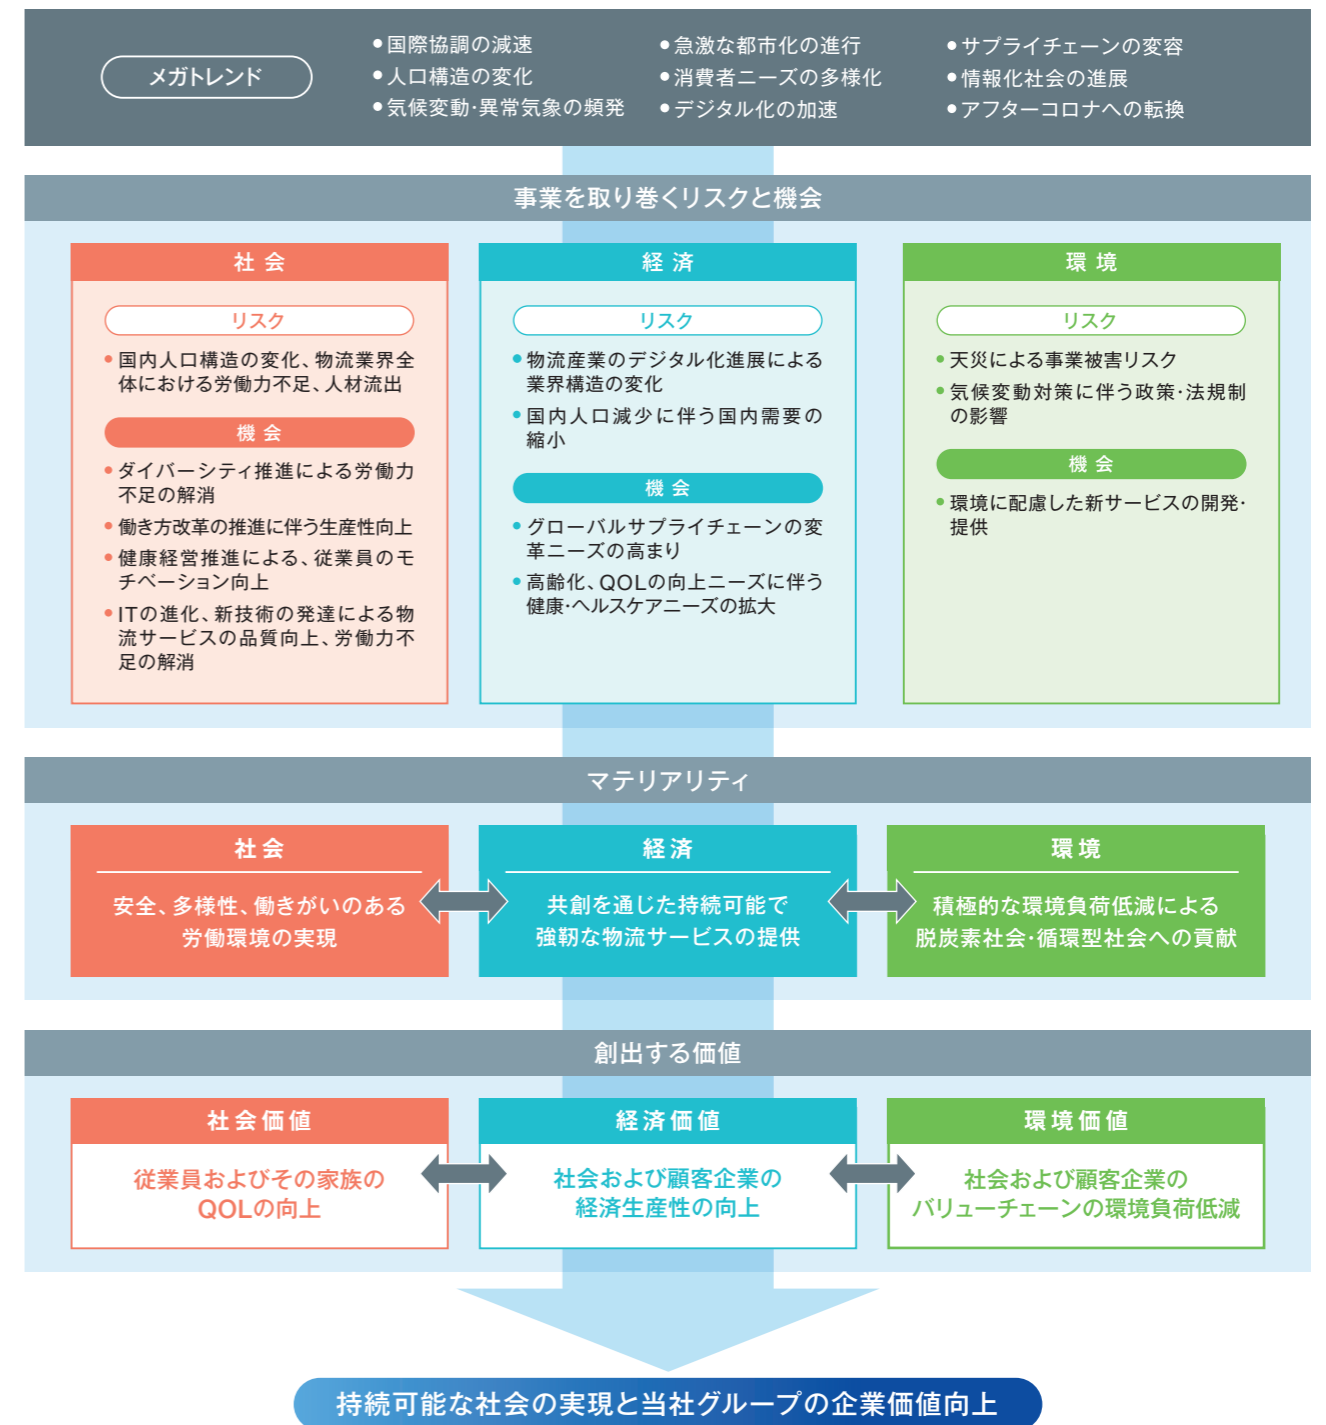 メガトレンド
●国際協調の減速
●人口構造の変化
●気候変動・異常気象の頻発
●急激な都市化の進行
●消費者ニーズの多様化
●デジタル化の加速
●サプライチェーンの変容
●情報化社会の進展
●アフターコロナへの転換
事業を取り巻くリスクと機会
社会
リスク
●国内人口構造の変化、物流業界全
体における労働力不足、人材流出
機会
●ダイバーシティ推進による労働力
不足の解消
●働き方改革の推進に伴う生産性向上
●健康経営推進による、従業員のモ
チベーション向上
●ITの進化、新技術の発達による物
流サービスの品質向上、労働力不
足の解消
経済
リスク
●物流産業のデジタル化進展による
業界構造の変化
●国内人口減少に伴う国内需要の
縮小
機会
●グローバルサプライチェーンの変
革ニーズの高まり
●高齢化、QOLの向上ニーズに伴う
健康・ヘルスケアニーズの拡大
環境
リスク
●天災による事業被害リスク
●気候変動対策に伴う政策・法規制
の影響
機会
●環境に配慮した新サービスの開発・
提供
マテリアリティ
社会
安全、多様性、働きがいのある
労働環境の実現
経済
共創を通じた持続可能で
強靭な物流サービスの提供
環境
積極的な環境負荷低減による
脱炭素社会・循環型社会への貢献
創出する価値
社会価値
従業員およびその家族の
QOLの向上
経済価値
社会および顧客企業の
経済生産性の向上
環境価値
社会および顧客企業の
バリューチェーンの環境負荷低減
持続可能な社会の実現と当社グループの企業価値向上